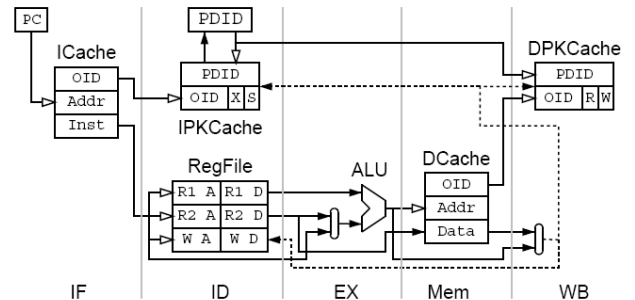 PC
PDID
ICache
DPKCache
OID
Addr
Inst
PDID
OID X S
IPKCache
PDID
OID R W
RegFile
ALU
DCache
R1 A R1 D
R2 A R2 D
W A W D
OID
Addr
Data
IF ID EX Mem WB